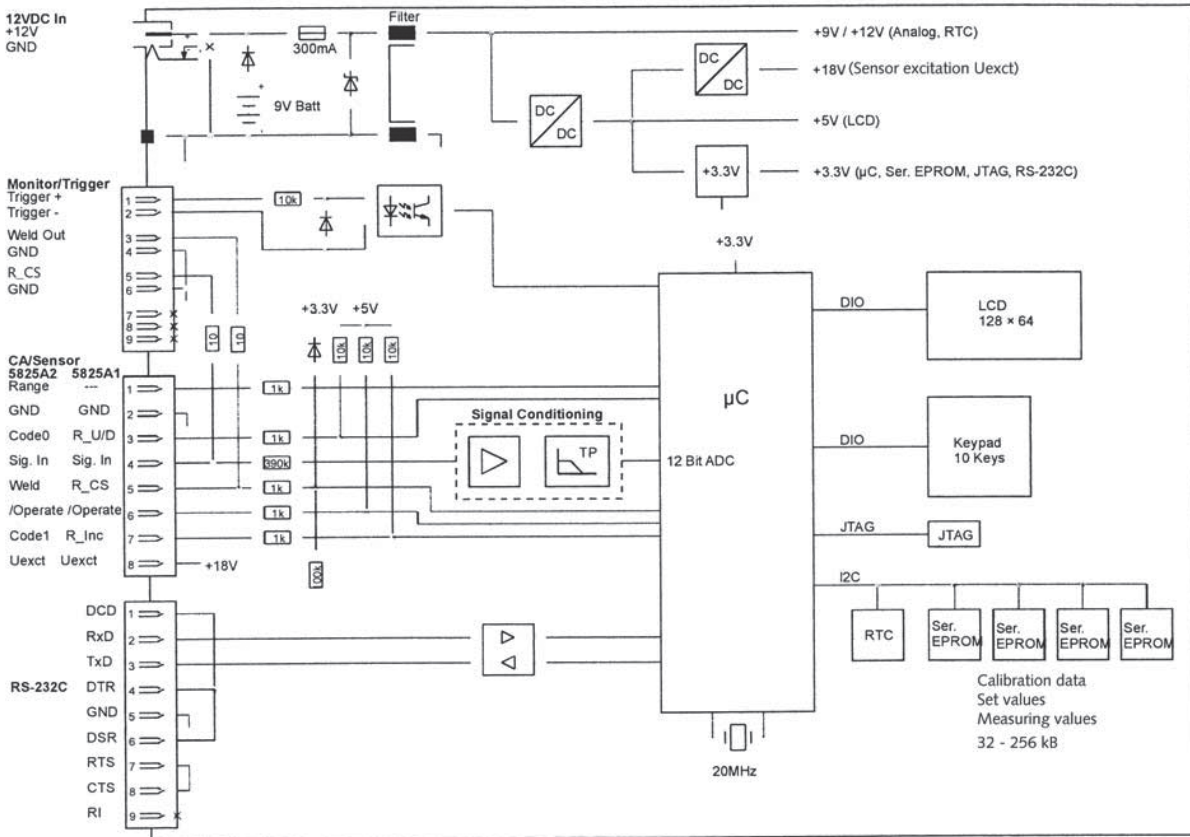 12VDC In
+12V
GND
300mA
Filter
9V Batt
+
DC
DC
DC
DC
+3.3V
+9V / +12V (Analog, RTC)
+18V (Sensor excitation Uexct)
+5V (LCD)
+3.3V (µC, Ser. EPROM, JTAG, RS-232C)
Monitor/Trigger
Trigger + 1
Trigger - 2
Weld Out 3
GND 4
R_CS 5
GND 6
7
8
9
10k
10
10
+3.3V +5V
10k
10k
10k
CA/Sensor
5825A2 5825A1
Range --- 1 1k
GND GND 2
Code0 R_U/D 3 1k
Sig. In Sig. In 4 390k
Weld R_CS 5 1k
/Operate /Operate 6 1k
Code1 R_Inc 7 1k
Uexct Uexct 8 +18V
100k
Signal Conditioning
TP
+3.3V
µC
12 Bit ADC
20MHz
DIO
LCD
128 × 64
DIO
Keypad
10 Keys
JTAG
JTAG
I2C
RTC
Ser.
EPROM
Ser.
EPROM
Ser.
EPROM
Ser.
EPROM
Calibration data
Set values
Measuring values
32 - 256 kB
RS-232C
DCD 1
RxD 2
TxD 3
DTR 4
GND 5
DSR 6
RTS 7
CTS 8
RI 9